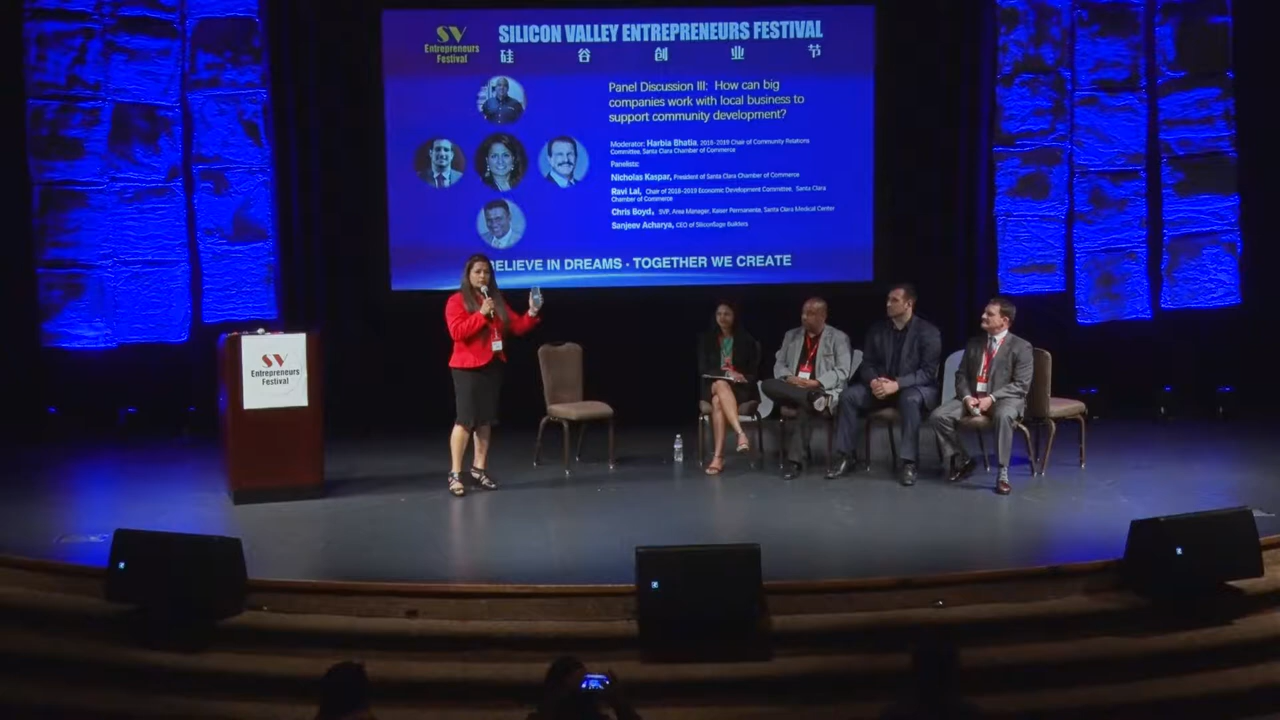 SV
Entrepreneurs
Festival
SILICON VALLEY ENTREPRENEURS FESTIVAL
硅 谷 创 业 节
Panel Discussion III: How can big
companies work with local business to
support community development?
Moderator: Harbia Bhatia, 2018-2019 Chair of Community Relations
Committee, Santa Clara Chamber of Commerce
Panelists:
Nicholas Kaspar, President of Santa Clara Chamber of Commerce
Ravi Lal, Chair of 2018-2019 Economic Development Committee, Santa Clara
Chamber of Commerce
Chris Boyd, SVP, Area Manager, Kaiser Permanente, Santa Clara Medical Center
Sanjeev Acharya, CEO of SiliconSage Builders
ELIEVE IN DREAMS · TOGETHER WE CREATE
SV
Entrepreneurs
Festival